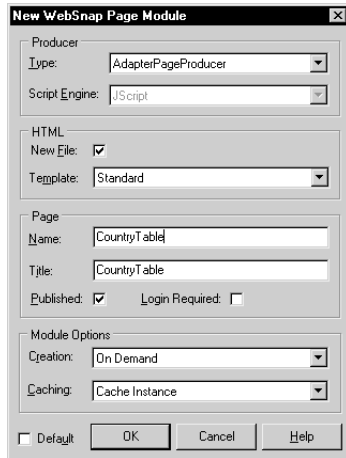 New WebSnap Page Module
Producer
Type: AdapterPageProducer
Script Engine: JScript
HTML
New File:
Template: Standard
Page
Name: CountryTable
Title: CountryTable
Published: Login Required:
Module Options
Creation: On Demand
Caching: Cache Instance
Default OK Cancel Help